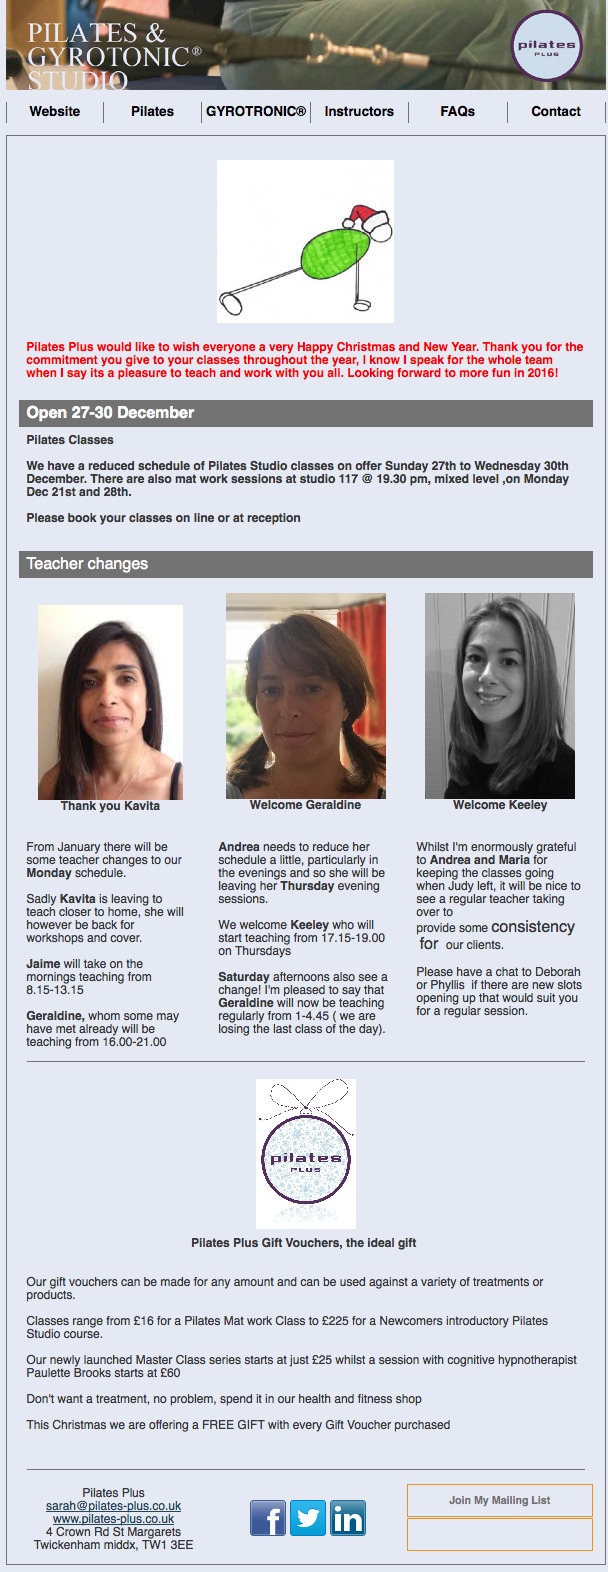 PILATES &
GYROTONIC®
STUDIO
pilates
PLUS
Website
Pilates
GYROTRONIC®
Instructors
FAQs
Contact
Pilates Plus would like to wish everyone a very Happy Christmas and New Year. Thank you for the
commitment you give to your classes throughout the year, I know I speak for the whole team
when I say its a pleasure to teach and work with you all. Looking forward to more fun in 2016!
Open 27-30 December
Pilates Classes
We have a reduced schedule of Pilates Studio classes on offer Sunday 27th to Wednesday 30th
December. There are also mat work sessions at studio 117 @ 19.30 pm, mixed level ,on Monday
Dec 21st and 28th.
Please book your classes on line or at reception
Teacher changes
Thank you Kavita
From January there will be
some teacher changes to our
Monday schedule.
Sadly Kavita is leaving to
teach closer to home, she will
however be back for
workshops and cover.
Jaime will take on the
mornings teaching from
8.15-13.15
Geraldine, whom some may
have met already will be
teaching from 16.00-21.00
Welcome Geraldine
Andrea needs to reduce her
schedule a little, particularly in
the evenings and so she will be
leaving her Thursday evening
sessions.
We welcome Keeley who will
start teaching from 17.15-19.00
on Thursdays
Saturday afternoons also see a
change! I'm pleased to say that
Geraldine will now be teaching
regularly from 1-4.45 ( we are
losing the last class of the day).
Welcome Keeley
Whilst I'm enormously grateful
to Andrea and Maria for
keeping the classes going
when Judy left, it will be nice to
see a regular teacher taking
over to
provide some consistency
for our clients.
Please have a chat to Deborah
or Phyllis if there are new slots
opening up that would suit you
for a regular session.
pilates
PLUS
Pilates Plus Gift Vouchers, the ideal gift
Our gift vouchers can be made for any amount and can be used against a variety of treatments or
products.
Classes range from £16 for a Pilates Mat work Class to £225 for a Newcomers introductory Pilates
Studio course.
Our newly launched Master Class series starts at just £25 whilst a session with cognitive hypnotherapist
Paulette Brooks starts at £60
Don't want a treatment, no problem, spend it in our health and fitness shop
This Christmas we are offering a FREE GIFT with every Gift Voucher purchased
Pilates Plus
sarah@pilates-plus.co.uk
www.pilates-plus.co.uk
4 Crown Rd St Margarets
Twickenham middx, TW1 3EE
f
in
Join My Mailing List